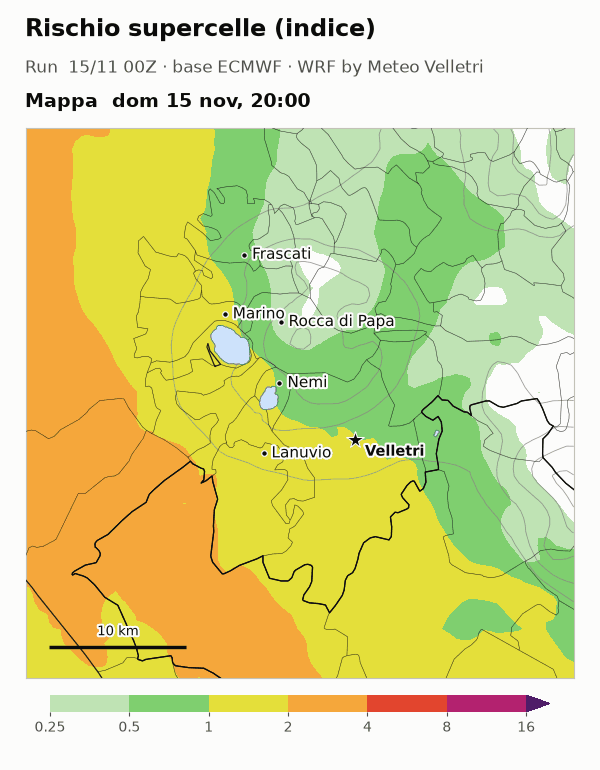 Rischio supercelle (indice)
Run 15/11 00Z · base ECMWF · WRF by Meteo Velletri
Mappa dom 15 nov, 20:00
Frascati
Marino
Rocca di Papa
Nemi
Velletri
Lanuvio
10 km
0.25 0.5 1 2 4 8 16